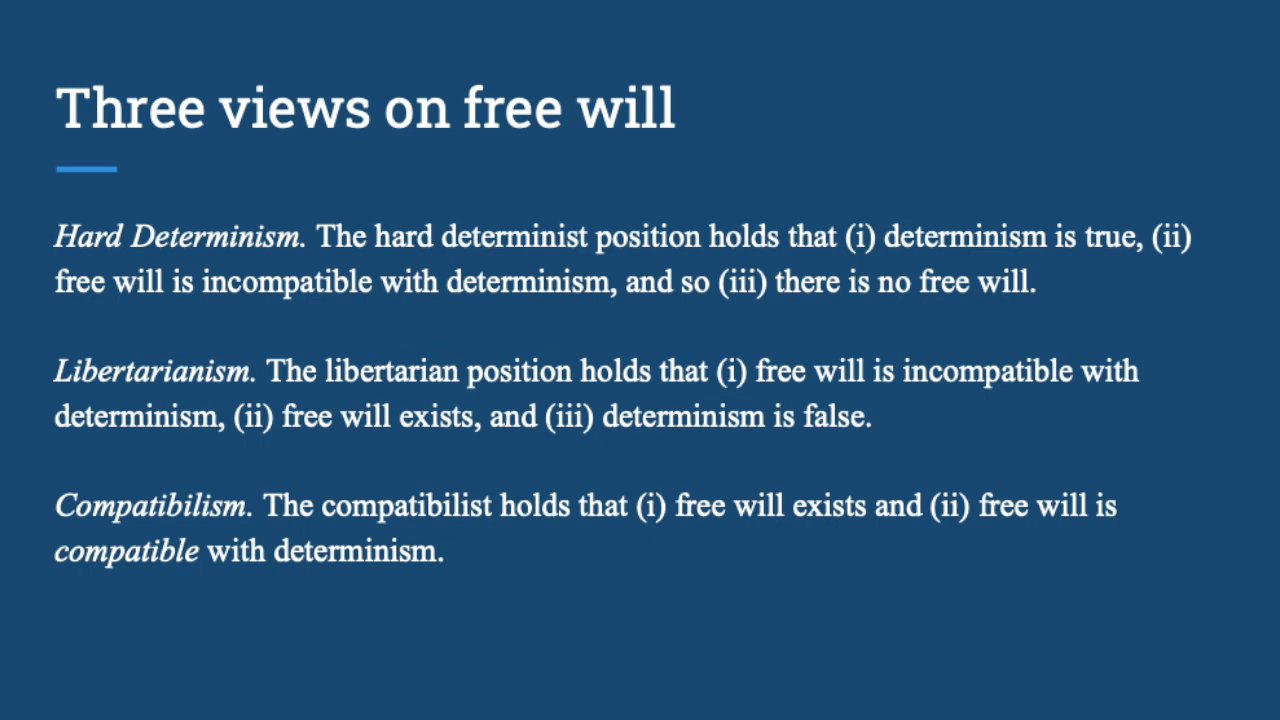 Three views on free will
Hard Determinism. The hard determinist position holds that (i) determinism is true, (ii)
free will is incompatible with determinism, and so (iii) there is no free will.
Libertarianism. The libertarian position holds that (i) free will is incompatible with
determinism, (ii) free will exists, and (iii) determinism is false.
Compatibilism. The compatibilist holds that (i) free will exists and (ii) free will is
compatible with determinism.